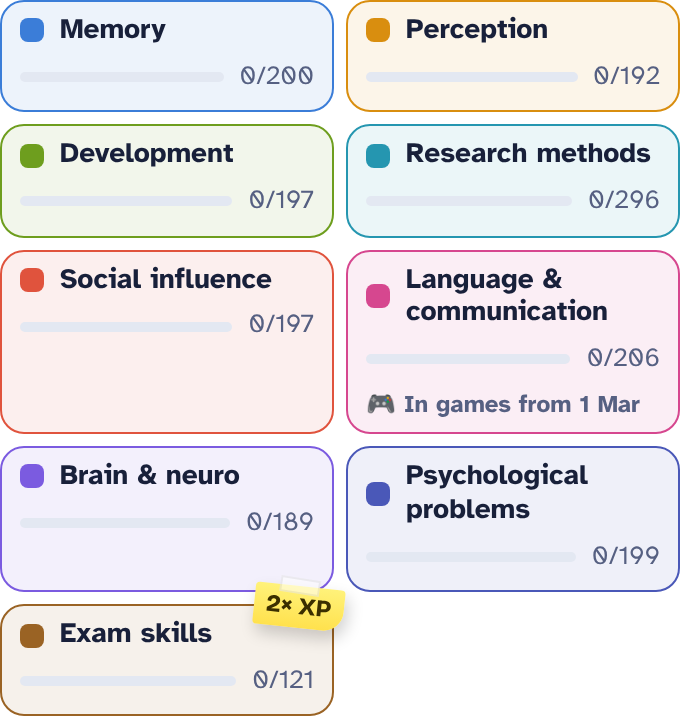 Memory
0/200
Perception
0/192
Development
0/197
Research methods
0/296
Social influence
0/197
Language &
communication
0/206
In games from 1 Mar
Brain & neuro
0/189
Psychological
problems
0/199
2× XP
Exam skills
0/121